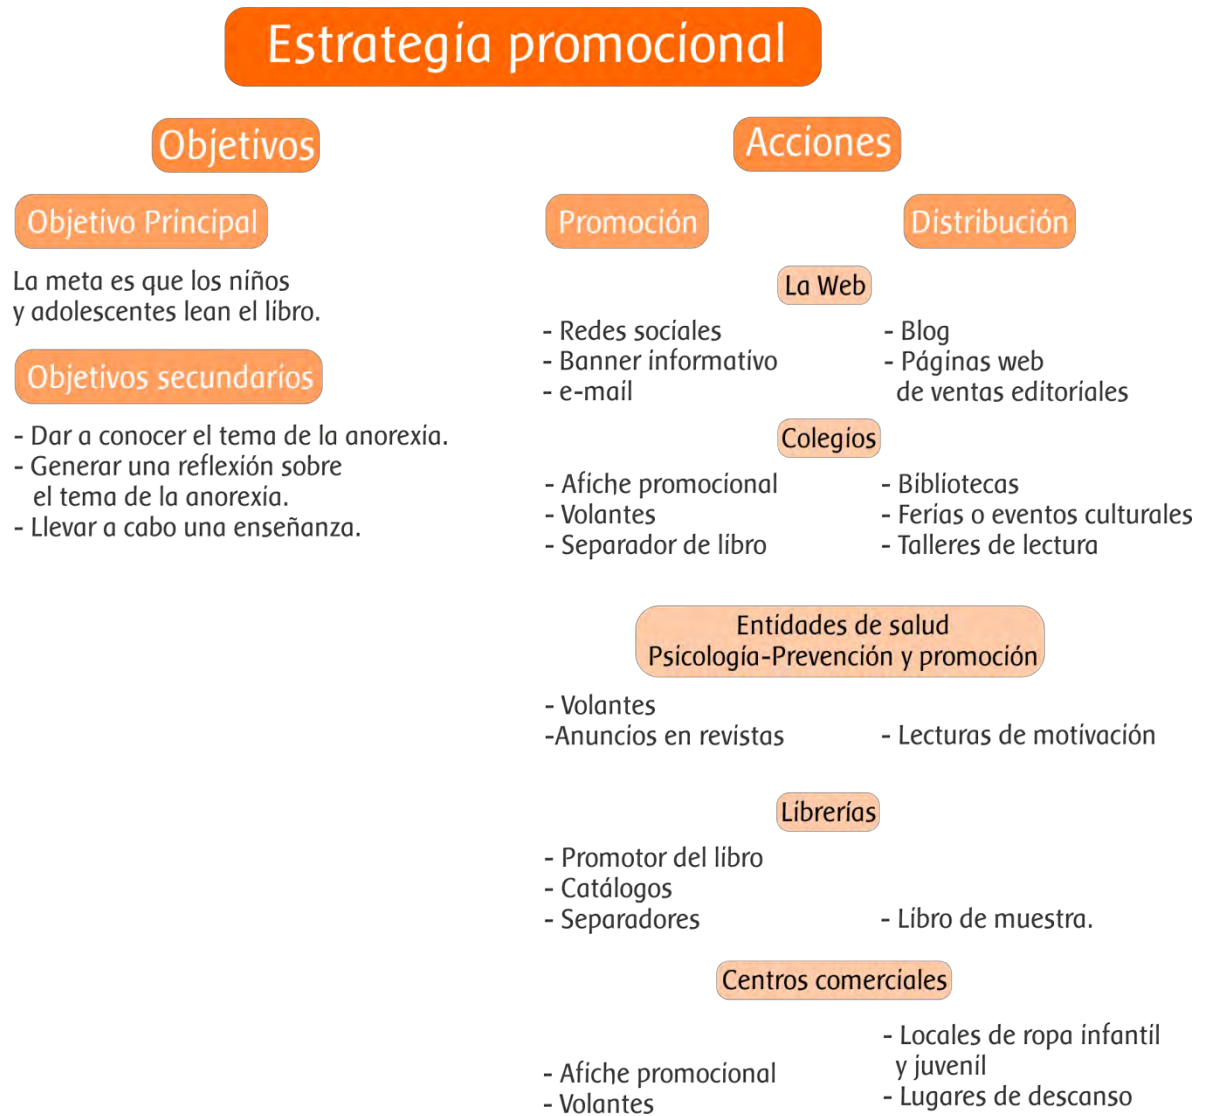 Estrategia promocional
Objetivos
Acciones
Objetivo Principal
Promoción
Distribución
La meta es que los niños
y adolescentes lean el libro.
Objetivos secundarios
- Dar a conocer el tema de la anorexia.
- Generar una reflexión sobre
el tema de la anorexia.
- Llevar a cabo una enseñanza.
La Web
- Redes sociales
- Banner informativo
- e-mail
- Blog
- Páginas web
de ventas editoriales
Colegios
- Afiche promocional
- Volantes
- Separador de libro
- Bibliotecas
- Ferias o eventos culturales
- Talleres de lectura
Entidades de salud
Psicología-Prevención y promoción
- Volantes
-Anuncios en revistas
- Lecturas de motivación
Librerías
- Promotor del libro
- Catálogos
- Separadores
- Libro de muestra.
Centros comerciales
- Afiche promocional
- Volantes
- Locales de ropa infantil
y juvenil
- Lugares de descanso